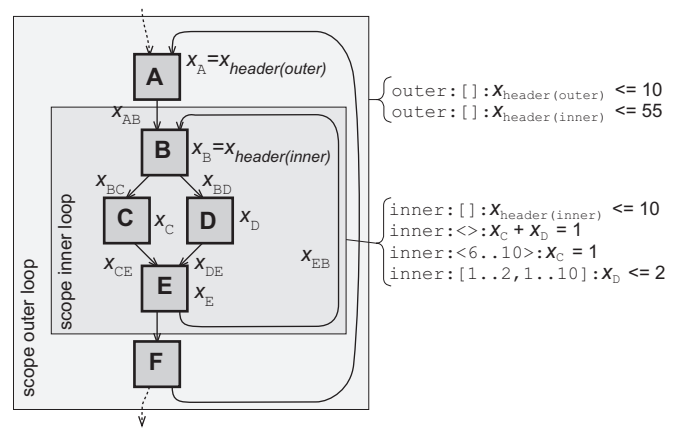 A
x_A=x_header(outer)
x_AB
B
x_B=x_header(inner)
x_BC
x_BD
C
x_C
D
x_D
x_CE
x_DE
E
x_E
x_EB
F
scope inner loop
scope outer loop
outer:[]:x_header(outer) <= 10
outer:[]:x_header(inner) <= 55
inner:[]:x_header(inner) <= 10
inner:<>:x_C + x_D = 1
inner:<6..10>:x_C = 1
inner:[1..2,1..10]:x_D <= 2